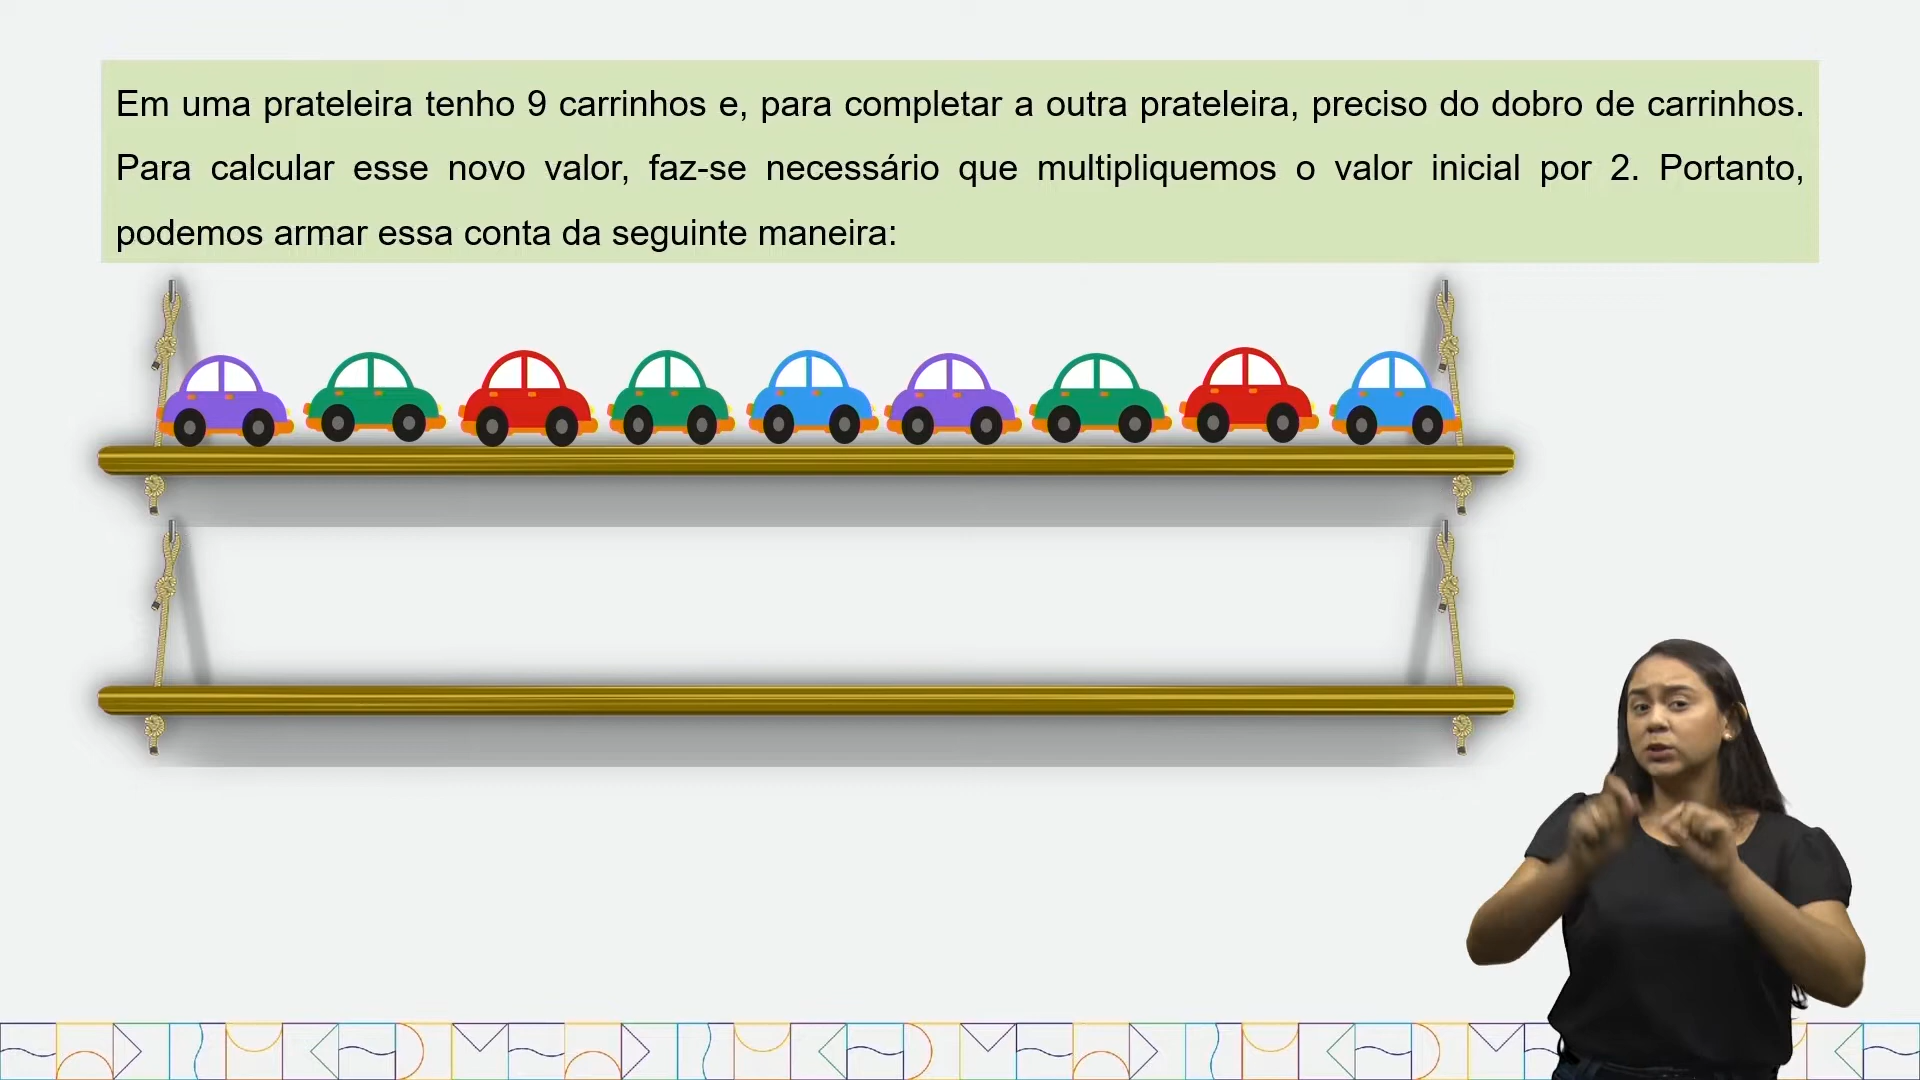 Em uma prateleira tenho 9 carrinhos e, para completar a outra prateleira, preciso do dobro de carrinhos.
Para calcular esse novo valor, faz-se necessário que multipliquemos o valor inicial por 2. Portanto,
podemos armar essa conta da seguinte maneira: